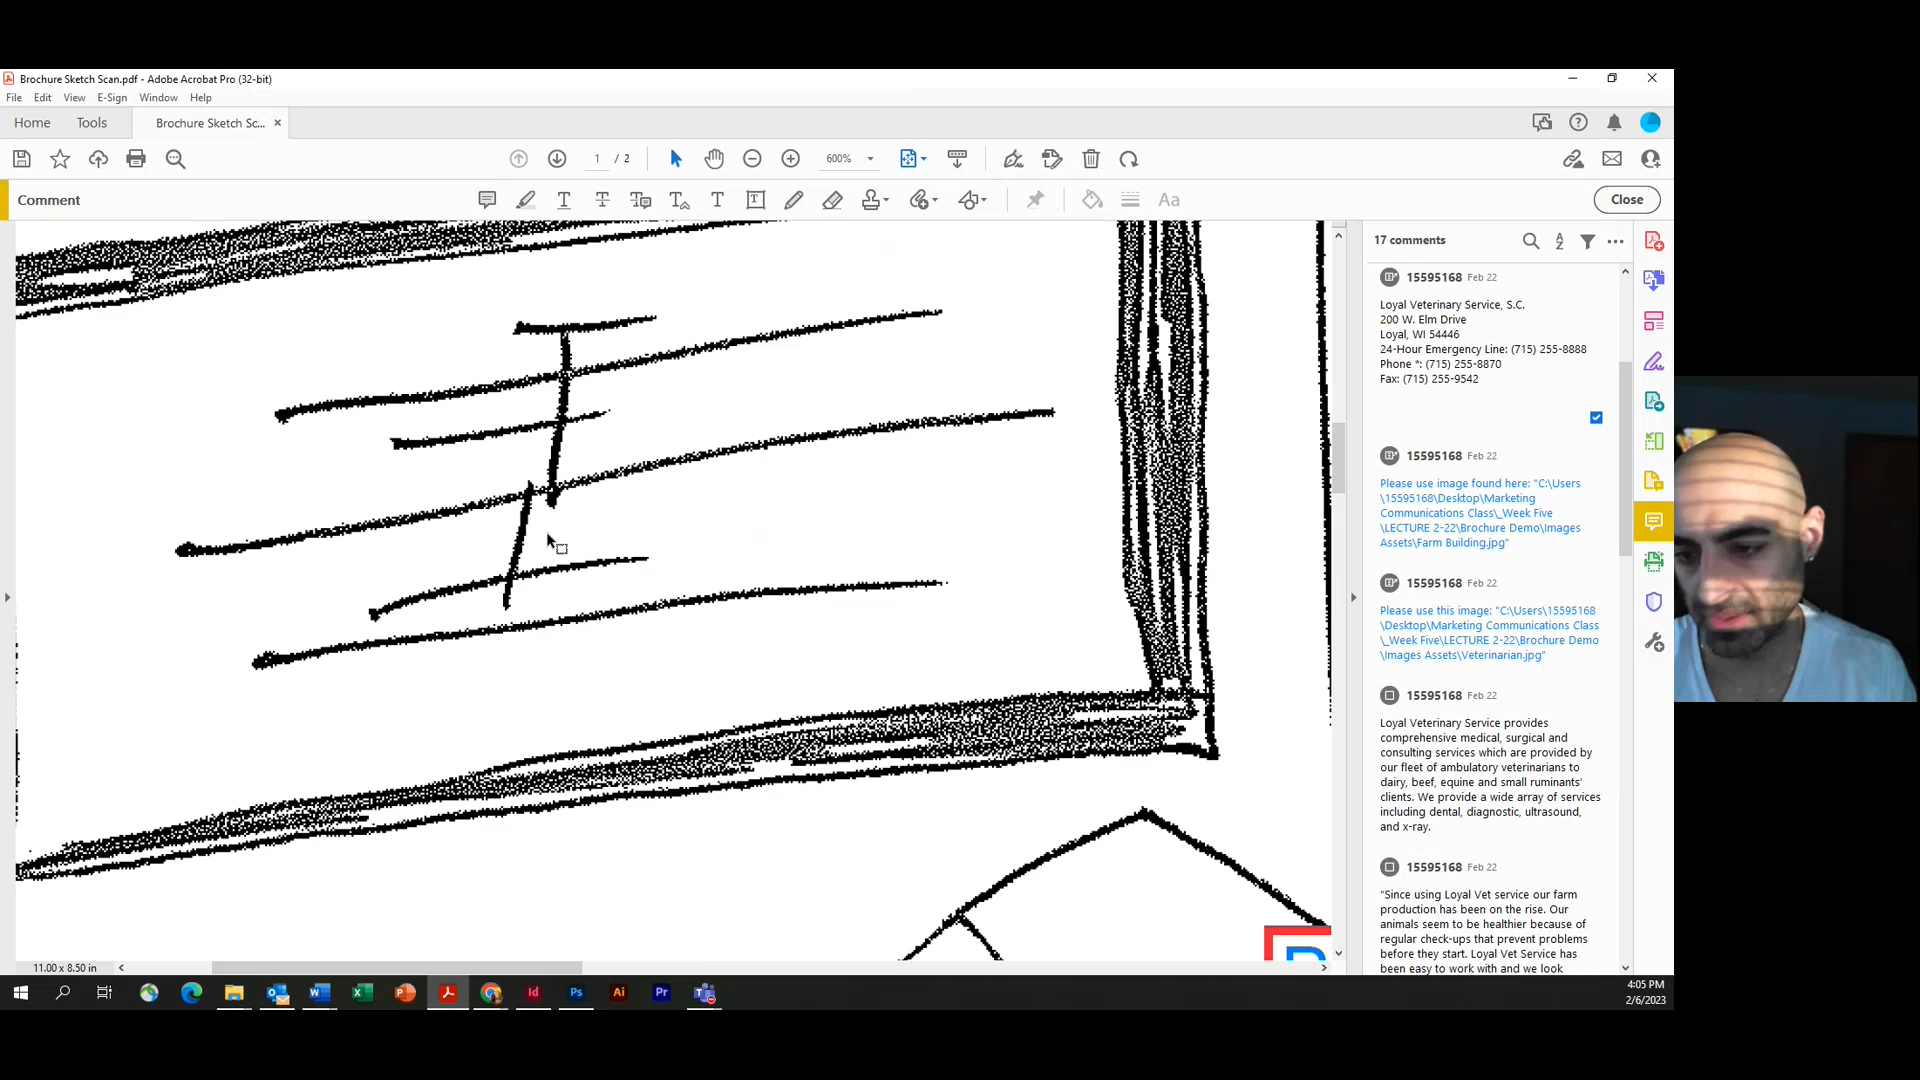 Brochure Sketch Scan.pdf - Adobe Acrobat Pro (32-bit)
File Edit View E-Sign Window Help
Home Tools Brochure Sketch Sc... ×
1 / 2 600%
Comment
Close
17 comments
15595168 Feb 22
Loyal Veterinary Service, S.C.
200 W. Elm Drive
Loyal, WI 54446
24-Hour Emergency Line: (715) 255-8888
Phone *: (715) 255-8870
Fax: (715) 255-9542
15595168 Feb 22
Please use image found here: "C:\Users
\15595168\Desktop\Marketing
Communications Class\_Week Five
\LECTURE 2-22\Brochure Demo\Images
Assets\Farm Building.jpg"
15595168 Feb 22
Please use this image: "C:\Users\15595168
\Desktop\Marketing Communications Class
\_Week Five\LECTURE 2-22\Brochure Demo
\Images Assets\Veterinarian.jpg"
15595168 Feb 22
Loyal Veterinary Service provides
comprehensive medical, surgical and
consulting services which are provided by
our fleet of ambulatory veterinarians to
dairy, beef, equine and small ruminants'
clients. We provide a wide array of services
including dental, diagnostic, ultrasound,
and x-ray.
15595168 Feb 22
"Since using Loyal Vet service our farm
production has been on the rise. Our
animals seem to be healthier because of
regular check-ups that prevent problems
before they start. Loyal Vet Service has
been easy to work with and we look
11.00 x 8.50 in
4:05 PM
2/6/2023